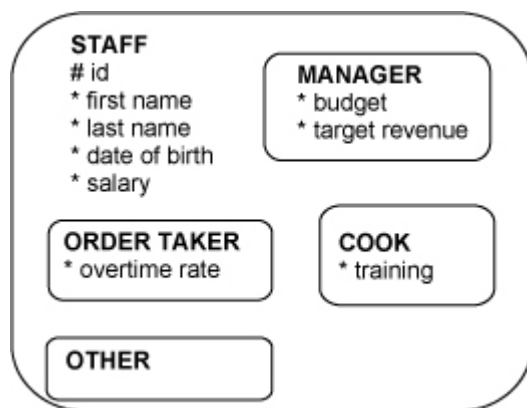 STAFF
# id
* first name
* last name
* date of birth
* salary
MANAGER
* budget
* target revenue
ORDER TAKER
* overtime rate
COOK
* training
OTHER